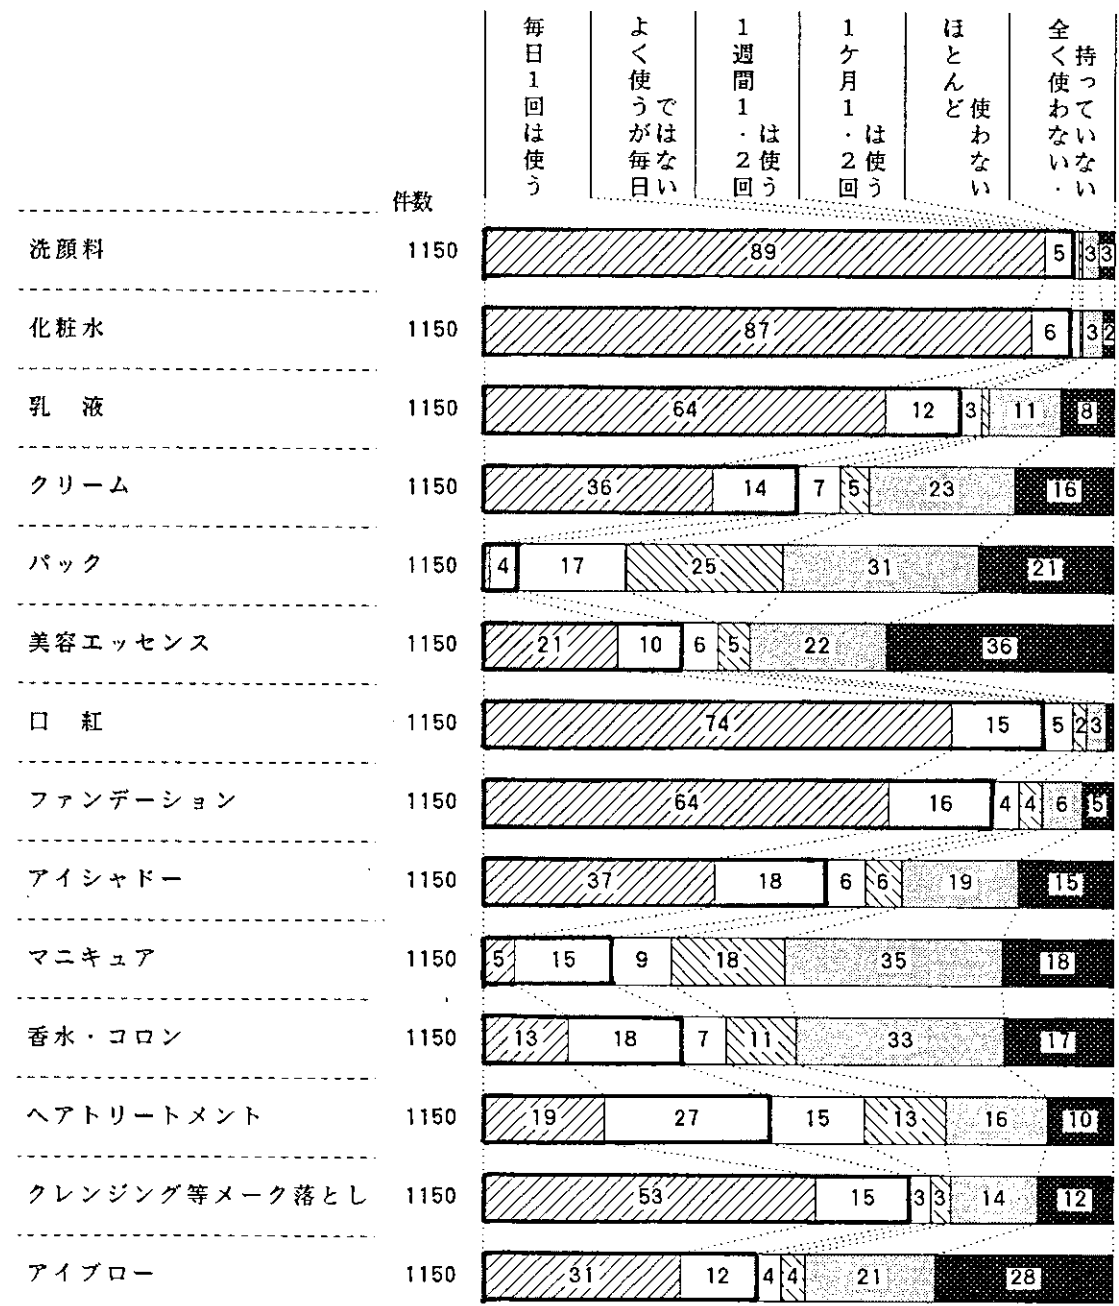 毎日1回は使う
よく使うが毎日
ではない
1週間1・2回
は使う
1ケ月1・2回
は使う
ほとんど
使わない
全く使わない・
持っていない
件数
洗顔料 1150 89 5 3 3
化粧水 1150 87 6 3 2
乳 液 1150 64 12 3 11 8
クリーム 1150 36 14 7 5 23 16
パック 1150 4 17 25 31 21
美容エッセンス 1150 21 10 6 5 22 36
口 紅 1150 74 15 5 2 3
ファンデーション 1150 64 16 4 4 6 5
アイシャドー 1150 37 18 6 6 19 15
マニキュア 1150 5 15 9 18 35 18
香水・コロン 1150 13 18 7 11 33 17
ヘアトリートメント 1150 19 27 15 13 16 10
クレンジング等メーク落とし 1150 53 15 3 3 14 12
アイブロー 1150 31 12 4 4 21 28